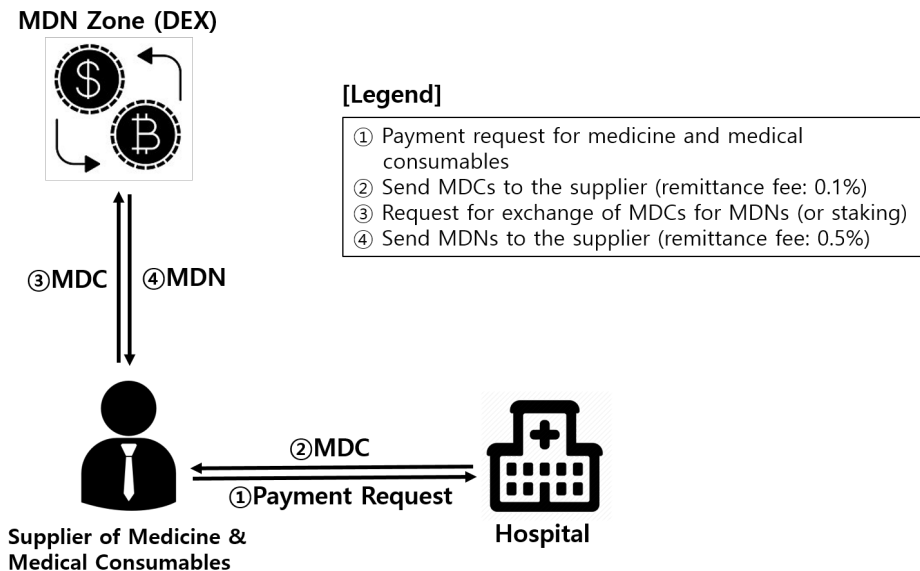 MDN Zone (DEX)
[Legend]
① Payment request for medicine and medical
consumables
② Send MDCs to the supplier (remittance fee: 0.1%)
③ Request for exchange of MDCs for MDNs (or staking)
④ Send MDNs to the supplier (remittance fee: 0.5%)
③MDC
④MDN
②MDC
①Payment Request
Supplier of Medicine &
Medical Consumables
Hospital